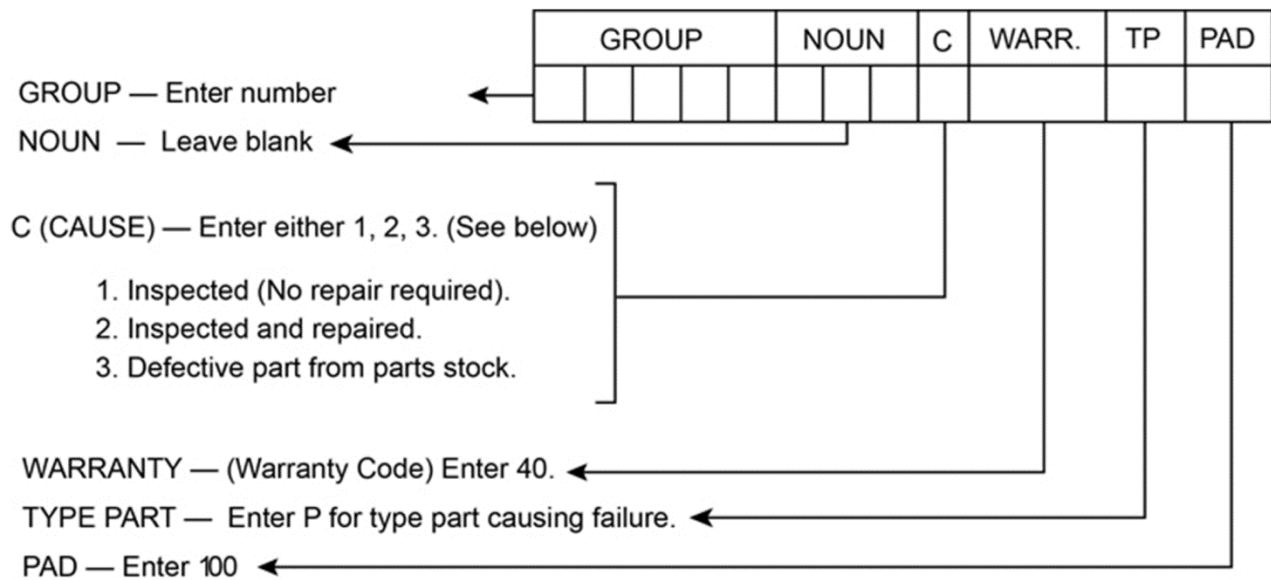 GROUP NOUN C WARR. TP PAD
GROUP — Enter number
NOUN — Leave blank
C (CAUSE) — Enter either 1, 2, 3. (See below)
1. Inspected (No repair required).
2. Inspected and repaired.
3. Defective part from parts stock.
WARRANTY — (Warranty Code) Enter 40.
TYPE PART — Enter P for type part causing failure.
PAD — Enter 100